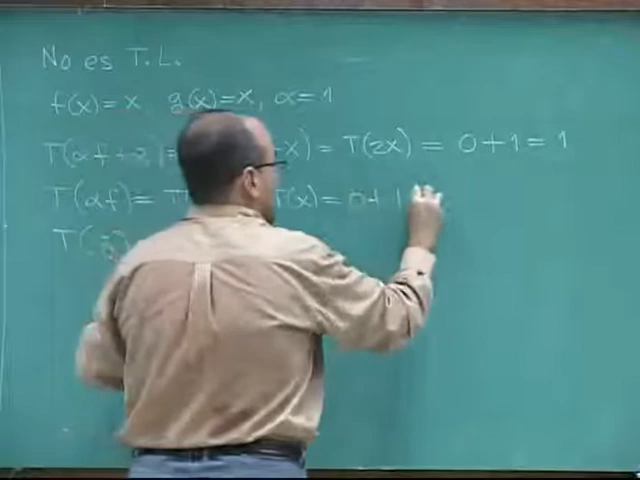 No es T.L.
f(x)=x g(x)=x, α=1
T(αf+g)= -x)= T(2x) = 0+1=1
T(αf)= T(x)=0+1
T(g)